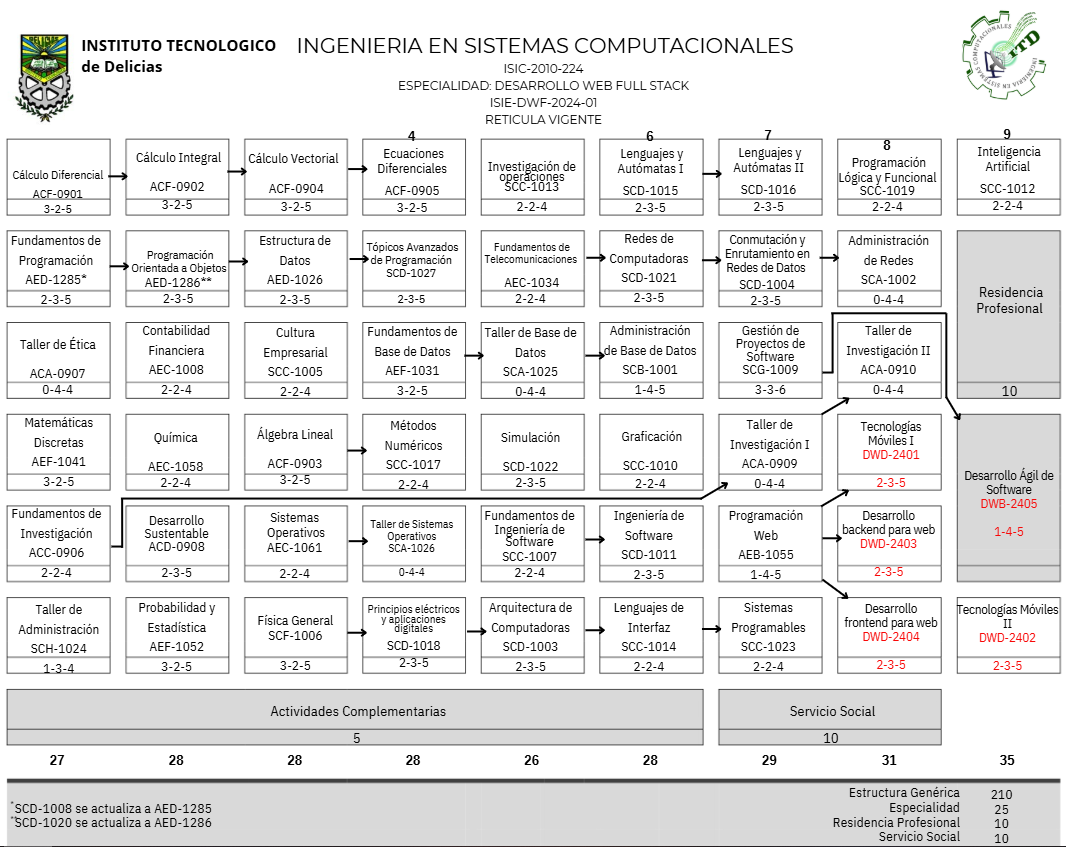 INSTITUTO TECNOLOGICO
de Delicias
INGENIERIA EN SISTEMAS COMPUTACIONALES
ISIC-2010-224
ESPECIALIDAD: DESARROLLO WEB FULL STACK
ISIE-DWF-2024-01
RETICULA VIGENTE
INGENIERIA EN SISTEMAS COMPUTACIONALES
ITD
4
6
7
8
9
Cálculo Diferencial
ACF-0901
3-2-5
Cálculo Integral
ACF-0902
3-2-5
Cálculo Vectorial
ACF-0904
3-2-5
Ecuaciones
Diferenciales
ACF-0905
3-2-5
Investigación de
operaciones
SCC-1013
2-2-4
Lenguajes y
Autómatas I
SCD-1015
2-3-5
Lenguajes y
Autómatas II
SCD-1016
2-3-5
Programación
Lógica y Funcional
SCC-1019
2-2-4
Inteligencia
Artificial
SCC-1012
2-2-4
Fundamentos de
Programación
AED-1285*
2-3-5
Programación
Orientada a Objetos
AED-1286**
2-3-5
Estructura de
Datos
AED-1026
2-3-5
Tópicos Avanzados
de Programación
SCD-1027
2-3-5
Fundamentos de
Telecomunicaciones
AEC-1034
2-2-4
Redes de
Computadoras
SCD-1021
2-3-5
Conmutación y
Enrutamiento en
Redes de Datos
SCD-1004
2-3-5
Administración
de Redes
SCA-1002
0-4-4
Residencia
Profesional
10
Taller de Ética
ACA-0907
0-4-4
Contabilidad
Financiera
AEC-1008
2-2-4
Cultura
Empresarial
SCC-1005
2-2-4
Fundamentos de
Base de Datos
AEF-1031
3-2-5
Taller de Base de
Datos
SCA-1025
0-4-4
Administración
de Base de Datos
SCB-1001
1-4-5
Gestión de
Proyectos de
Software
SCG-1009
3-3-6
Taller de
Investigación II
ACA-0910
0-4-4
Matemáticas
Discretas
AEF-1041
3-2-5
Química
AEC-1058
2-2-4
Álgebra Lineal
ACF-0903
3-2-5
Métodos
Numéricos
SCC-1017
2-2-4
Simulación
SCD-1022
2-3-5
Graficación
SCC-1010
2-2-4
Taller de
Investigación I
ACA-0909
0-4-4
Tecnologías
Móviles I
DWD-2401
2-3-5
Desarrollo Ágil de
Software
DWB-2405
1-4-5
Fundamentos de
Investigación
ACC-0906
2-2-4
Desarrollo
Sustentable
ACD-0908
2-3-5
Sistemas
Operativos
AEC-1061
2-2-4
Taller de Sistemas
Operativos
SCA-1026
0-4-4
Fundamentos de
Ingeniería de
Software
SCC-1007
2-2-4
Ingeniería de
Software
SCD-1011
2-3-5
Programación
Web
AEB-1055
1-4-5
Desarrollo
backend para web
DWD-2403
2-3-5
Taller de
Administración
SCH-1024
1-3-4
Probabilidad y
Estadística
AEF-1052
3-2-5
Física General
SCF-1006
3-2-5
Principios eléctricos
y aplicaciones
digitales
SCD-1018
2-3-5
Arquitectura de
Computadoras
SCD-1003
2-3-5
Lenguajes de
Interfaz
SCC-1014
2-2-4
Sistemas
Programables
SCC-1023
2-2-4
Desarrollo
frontend para web
DWD-2404
2-3-5
Tecnologías Móviles
II
DWD-2402
2-3-5
Actividades Complementarias
5
Servicio Social
10
27 28 28 28 26 28 29 31 35
*SCD-1008 se actualiza a AED-1285
**SCD-1020 se actualiza a AED-1286
Estructura Genérica 210
Especialidad 25
Residencia Profesional 10
Servicio Social 10